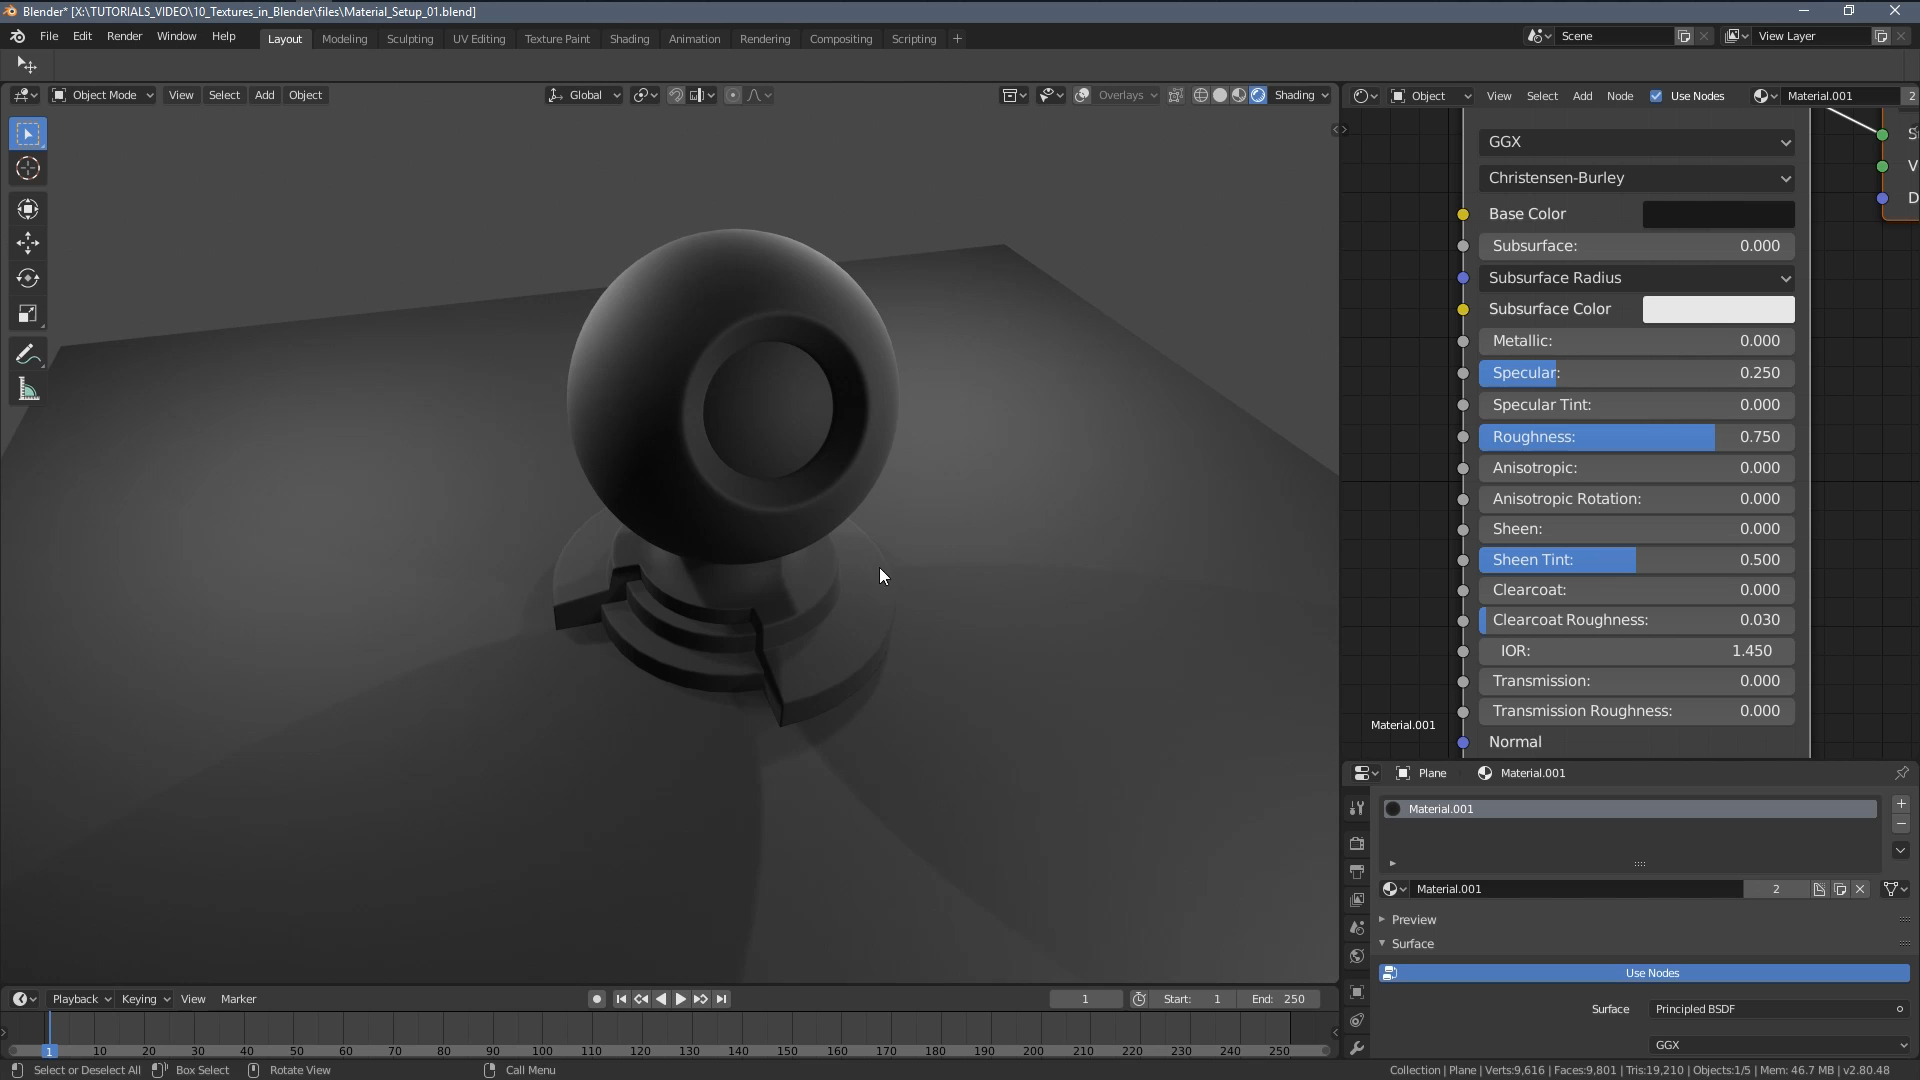 Blender* [X:\TUTORIALS_VIDEO\10_Textures_in_Blender\files\Material_Setup_01.blend]
File Edit Render Window Help Layout Modeling Sculpting UV Editing Texture Paint Shading Animation Rendering Compositing Scripting + Scene View Layer
Object Mode View Select Add Object Global Overlays Shading
Object View Select Add Node Use Nodes Material.001 2
GGX
Christensen-Burley
Base Color
Subsurface: 0.000
Subsurface Radius
Subsurface Color
Metallic: 0.000
Specular: 0.250
Specular Tint: 0.000
Roughness: 0.750
Anisotropic: 0.000
Anisotropic Rotation: 0.000
Sheen: 0.000
Sheen Tint: 0.500
Clearcoat: 0.000
Clearcoat Roughness: 0.030
IOR: 1.450
Transmission: 0.000
Transmission Roughness: 0.000
Normal
S
V
D
Material.001
Plane Material.001
Material.001
Material.001 2
Preview
Surface
Use Nodes
Surface Principled BSDF
GGX
Playback Keying View Marker 1 Start: 1 End: 250
1 10 20 30 40 50 60 70 80 90 100 110 120 130 140 150 160 170 180 190 200 210 220 230 240 250
Select or Deselect All Box Select Rotate View Call Menu Collection | Plane | Verts:9,616 | Faces:9,801 | Tris:19,210 | Objects:1/5 | Mem: 46.7 MB | v2.80.48